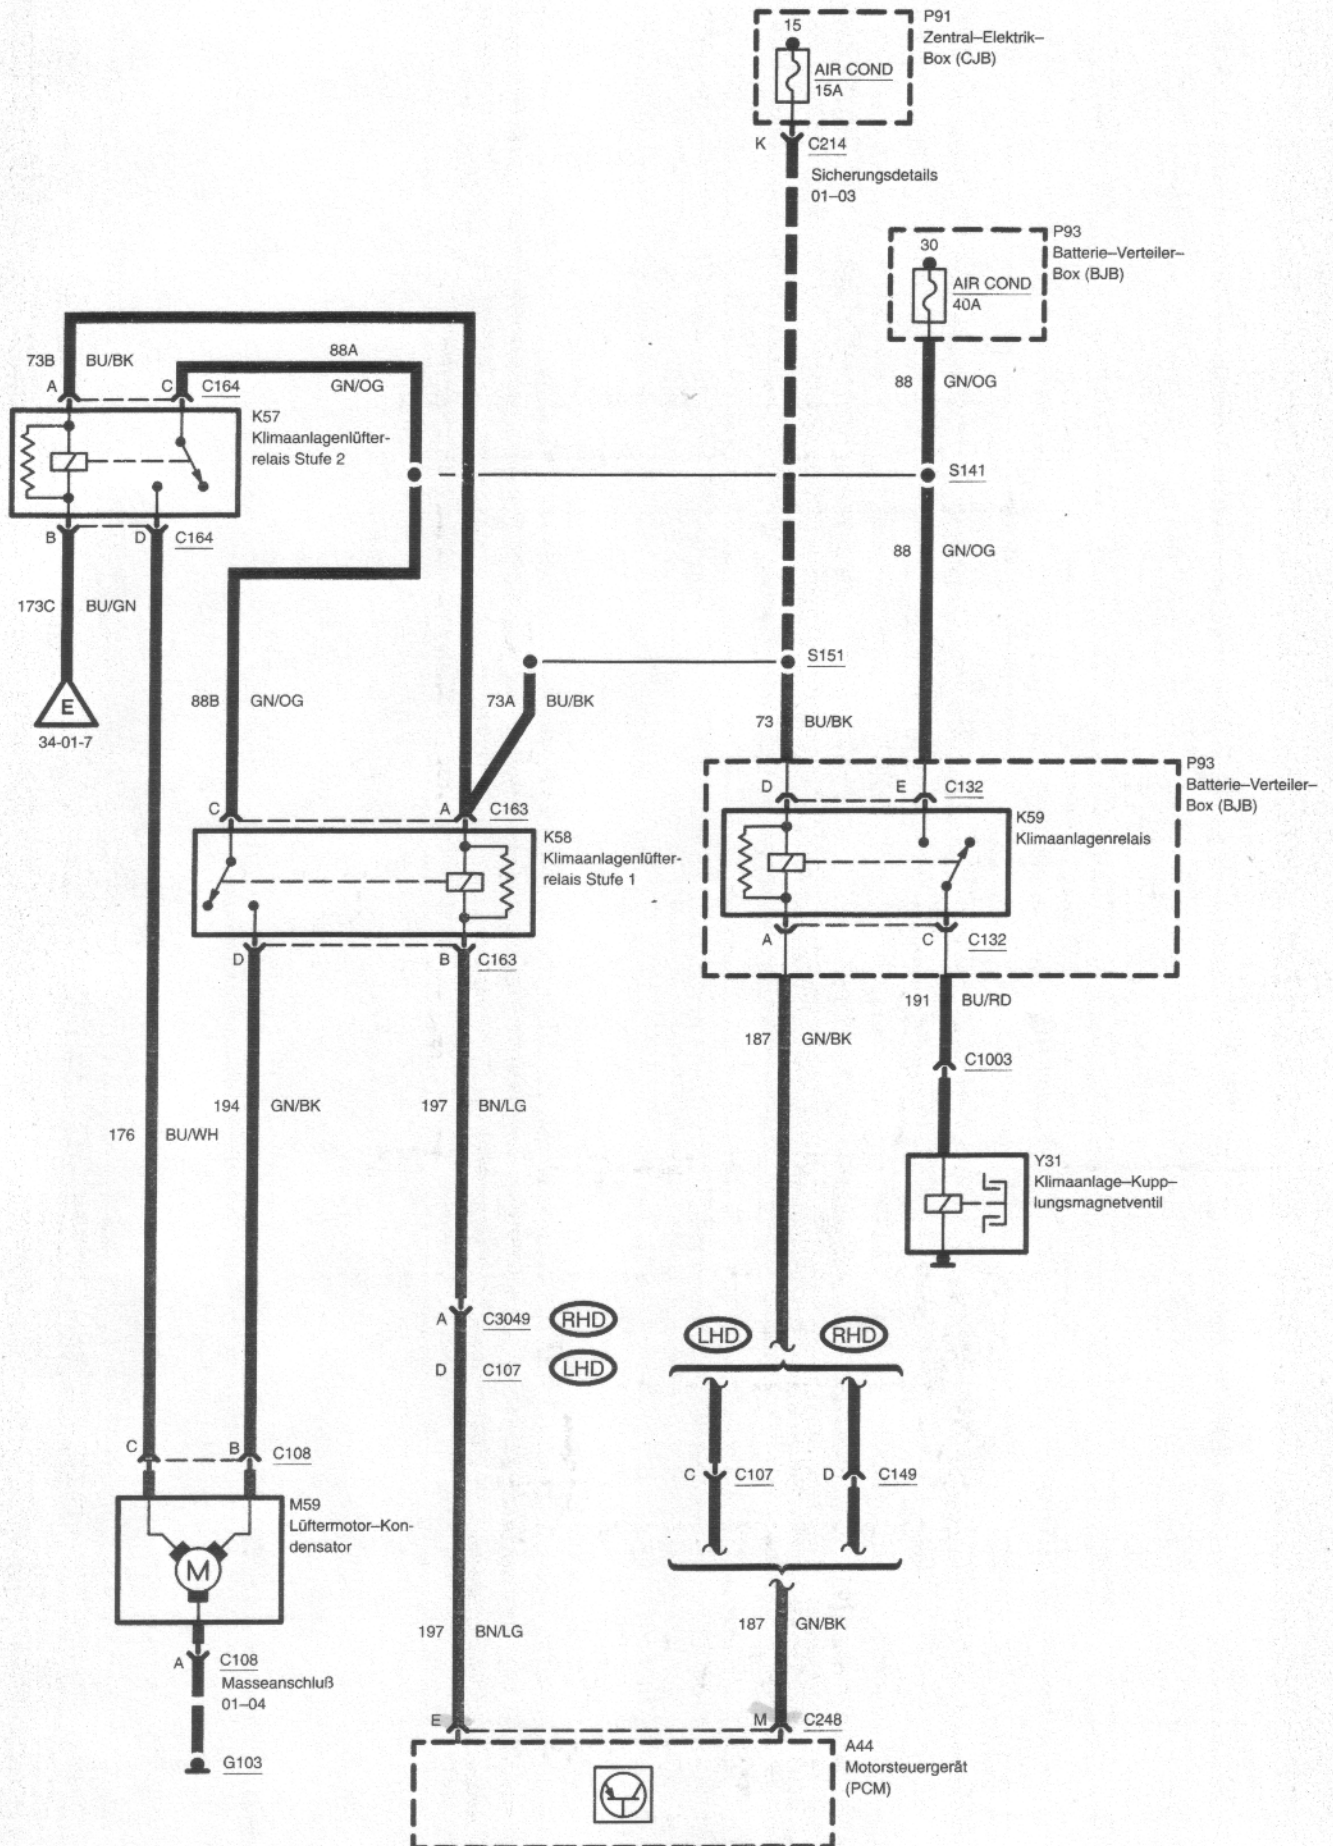 P91
15
Zentral–Elektrik–
Box (CJB)
AIR COND
15A
K
C214
Sicherungsdetails
01–03
P93
30
Batterie–Verteiler–
Box (BJB)
AIR COND
40A
88A
73B
BU/BK
GN/OG
88
GN/OG
A
C
C164
K57
Klimaanlagenlüfter-
relais Stufe 2
S141
B
D
C164
88
GN/OG
173C
BU/GN
S151
E
88B
GN/OG
73A
BU/BK
73
BU/BK
34-01-7
P93
Batterie–Verteiler–
Box (BJB)
D
E
C132
C
A
C163
K59
Klimaanlagenrelais
K58
Klimaanlagenlüfter-
relais Stufe 1
A
C
C132
D
B
C163
191
BU/RD
187
GN/BK
C1003
194
GN/BK
197
BN/LG
176
BU/WH
Y31
Klimaanlage–Kupp–
lungsmagnetventil
A
C3049
RHD
LHD
RHD
D
C107
LHD
C
B
C108
C
C107
D
C149
M59
Lüftermotor–Kon-
densator
M
197
BN/LG
187
GN/BK
A
C108
Masseanschluß
01–04
E
M
C248
G103
A44
Motorsteuergerät
(PCM)